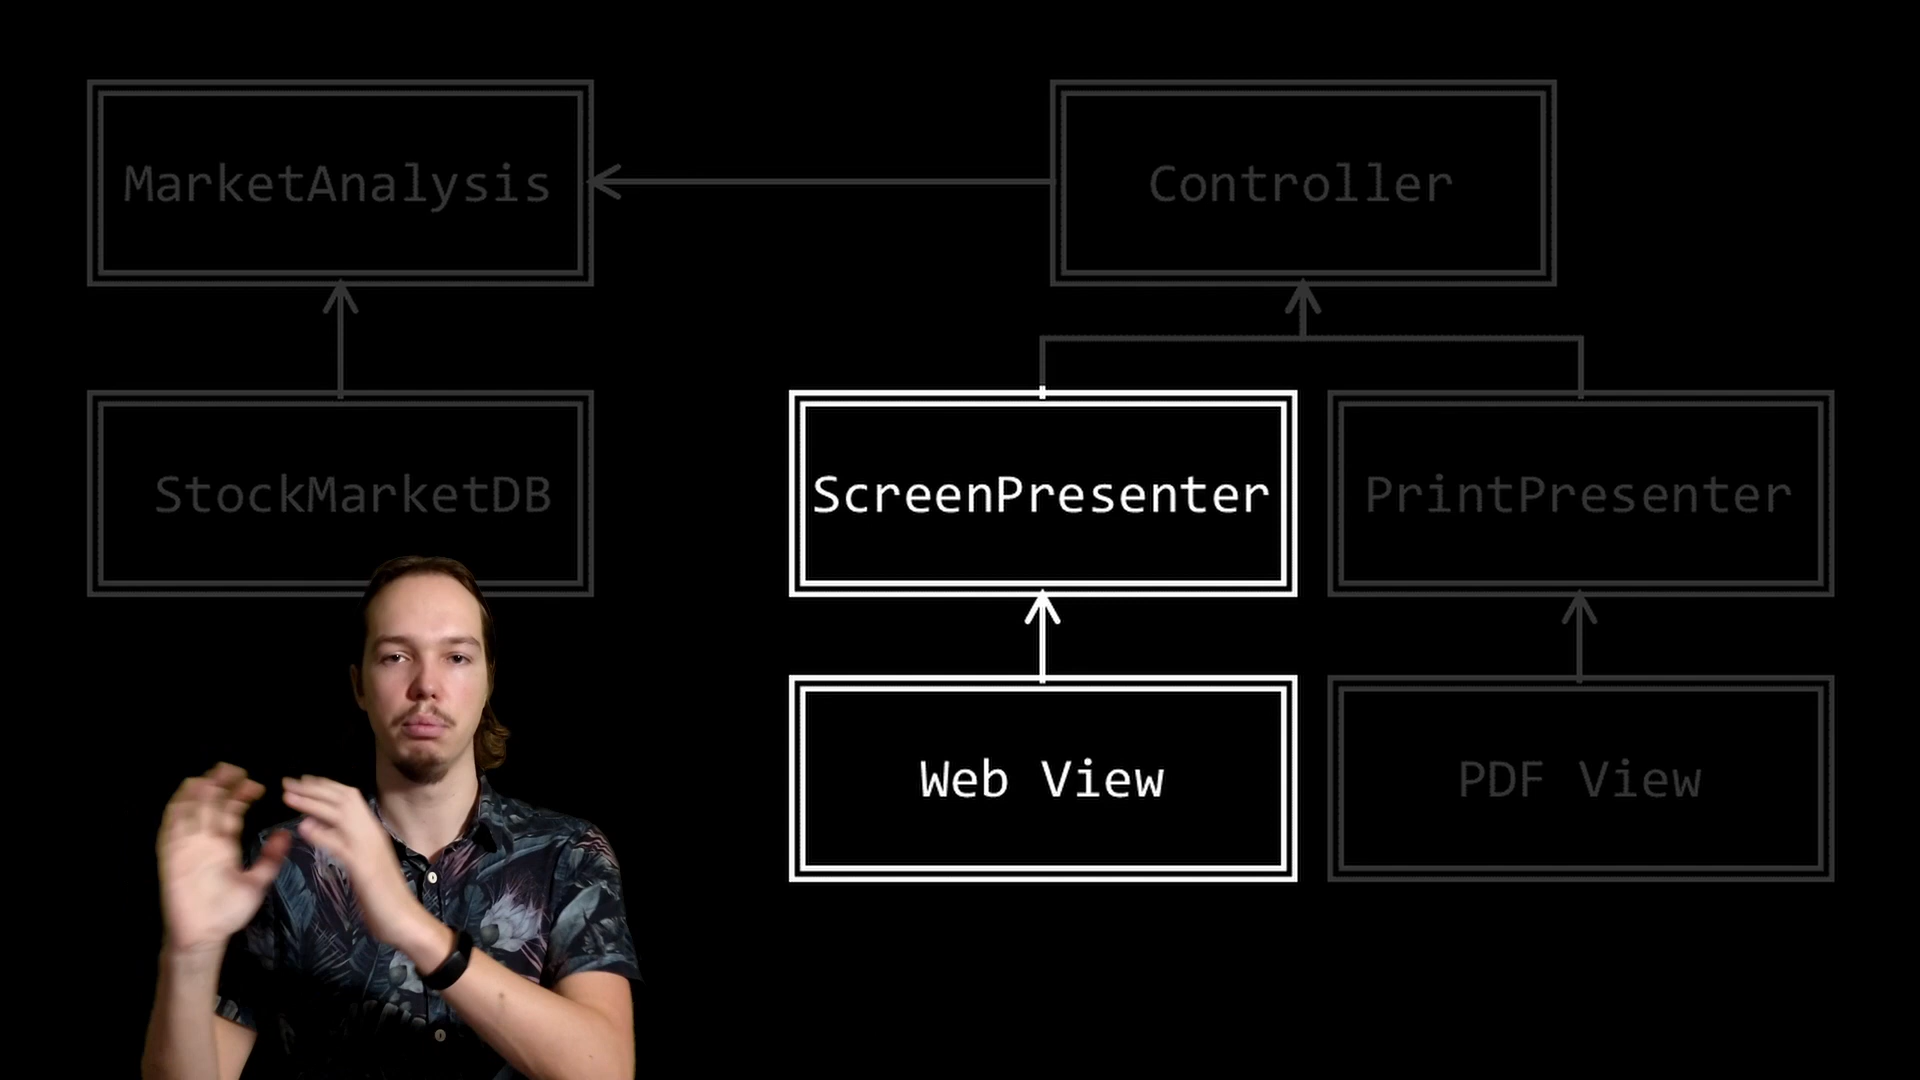 MarketAnalysis
Controller
StockMarketDB
ScreenPresenter
PrintPresenter
Web View
PDF View